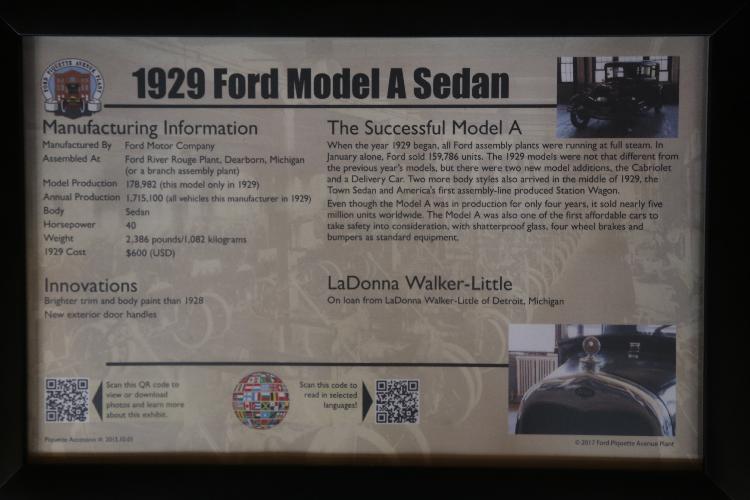 FORD PIQUETTE AVENUE PLANT
1929 Ford Model A Sedan
Manufacturing Information
Manufactured By Ford Motor Company
Assembled At Ford River Rouge Plant, Dearborn, Michigan
(or a branch assembly plant)
Model Production 178,982 (this model only in 1929)
Annual Production 1,715,100 (all vehicles this manufacturer in 1929)
Body Sedan
Horsepower 40
Weight 2,386 pounds/1,082 kilograms
1929 Cost $600 (USD)
Innovations
Brighter trim and body paint than 1928
New exterior door handles
The Successful Model A
When the year 1929 began, all Ford assembly plants were running at full steam. In
January alone, Ford sold 159,786 units. The 1929 models were not that different from
the previous year's models, but there were two new model additions, the Cabriolet
and a Delivery Car. Two more body styles also arrived in the middle of 1929, the
Town Sedan and America's first assembly-line produced Station Wagon.
Even though the Model A was in production for only four years, it sold nearly five
million units worldwide. The Model A was also one of the first affordable cars to
take safety into consideration, with shatterproof glass, four wheel brakes and
bumpers as standard equipment.
LaDonna Walker-Little
On loan from LaDonna Walker-Little of Detroit, Michigan
Scan this QR code to
view or download
photos and learn more
about this exhibit.
Scan this code to
read in selected
languages!
Piquette Accession #: 2015.10.01
© 2017 Ford Piquette Avenue Plant